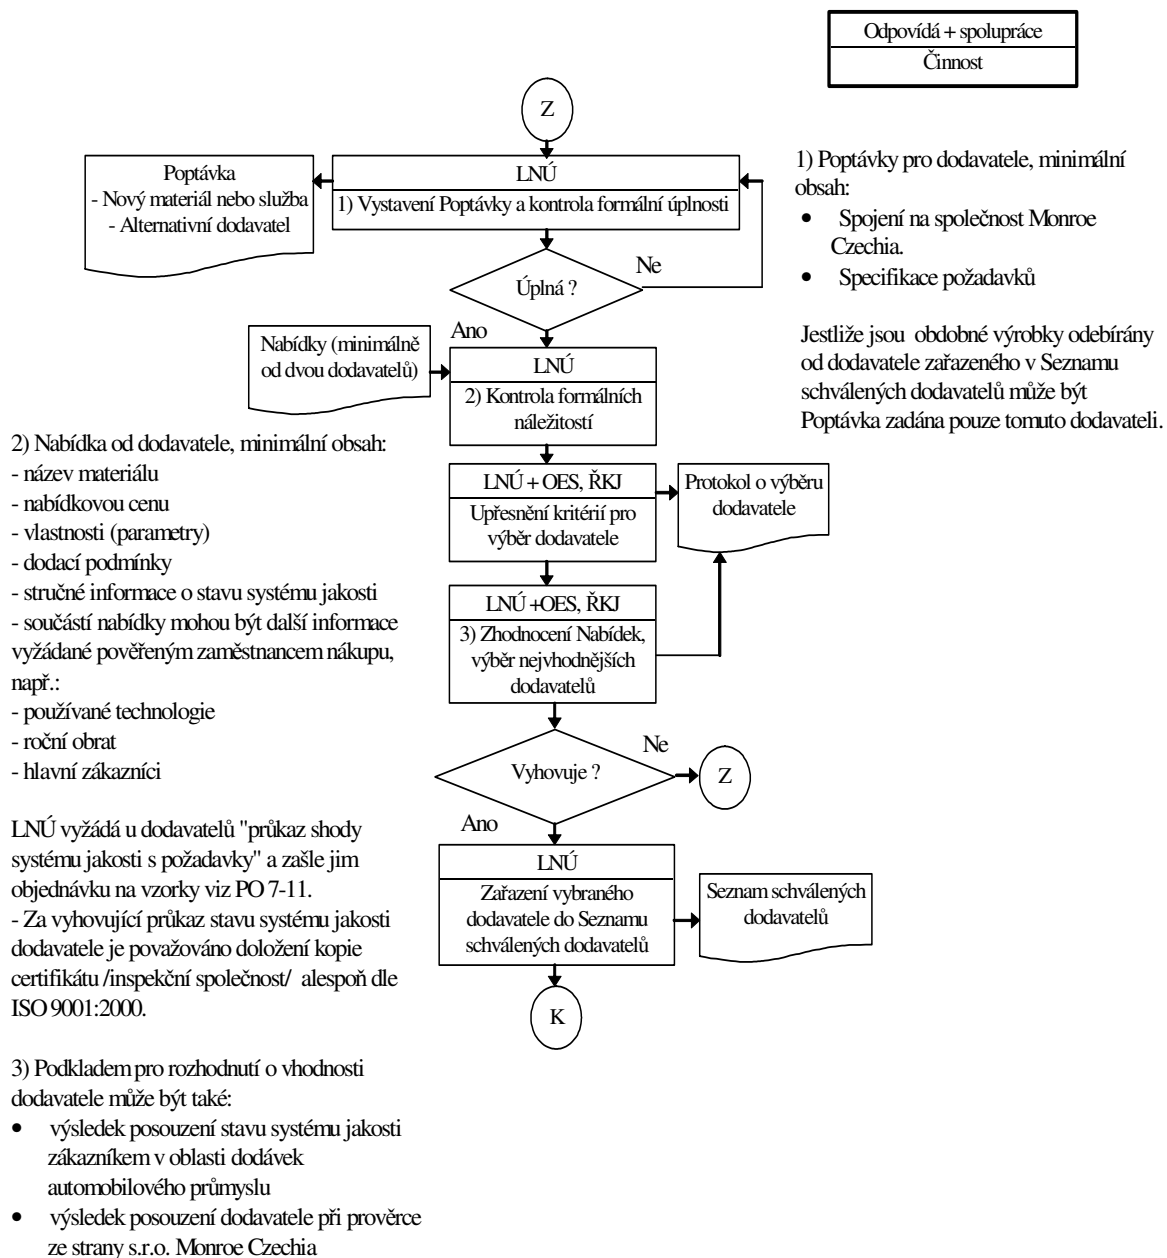 Odpovídá + spolupráce
Činnost
Z
Poptávka
- Nový materiál nebo služba
- Alternativní dodavatel
LNÚ
1) Vystavení Poptávky a kontrola formální úplnosti
1) Poptávky pro dodavatele, minimální
obsah:
• Spojení na společnost Monroe
Czechia.
• Specifikace požadavků
Jestliže jsou obdobné výrobky odebírány
od dodavatele zařazeného v Seznamu
schválených dodavatelů může být
Poptávka zadána pouze tomuto dodavateli.
Úplná ?
Ne
Ano
Nabídky (minimálně
od dvou dodavatelů)
LNÚ
2) Kontrola formálních
náležitostí
2) Nabídka od dodavatele, minimální obsah:
- název materiálu
- nabídkovou cenu
- vlastnosti (parametry)
- dodací podmínky
- stručné informace o stavu systému jakosti
- součástí nabídky mohou být další informace
vyžádané pověřeným zaměstnancem nákupu,
např.:
- používané technologie
- roční obrat
- hlavní zákazníci
LNÚ + OES, ŘKJ
Upřesnění kritérií pro
výběr dodavatele
Protokol o výběru
dodavatele
LNÚ +OES, ŘKJ
3) Zhodnocení Nabídek,
výběr nejvhodnějších
dodavatelů
Vyhovuje ?
Ne
Z
Ano
LNÚ
Zařazení vybraného
dodavatele do Seznamu
schválených dodavatelů
Seznam schválených
dodavatelů
K
LNÚ vyžádá u dodavatelů "průkaz shody
systému jakosti s požadavky" a zašle jim
objednávku na vzorky viz PO 7-11.
- Za vyhovující průkaz stavu systému jakosti
dodavatele je považováno doložení kopie
certifikátu /inspekční společnost/ alespoň dle
ISO 9001:2000.
3) Podkladem pro rozhodnutí o vhodnosti
dodavatele může být také:
• výsledek posouzení stavu systému jakosti
zákazníkem v oblasti dodávek
automobilového průmyslu
• výsledek posouzení dodavatele při prověrce
ze strany s.r.o. Monroe Czechia